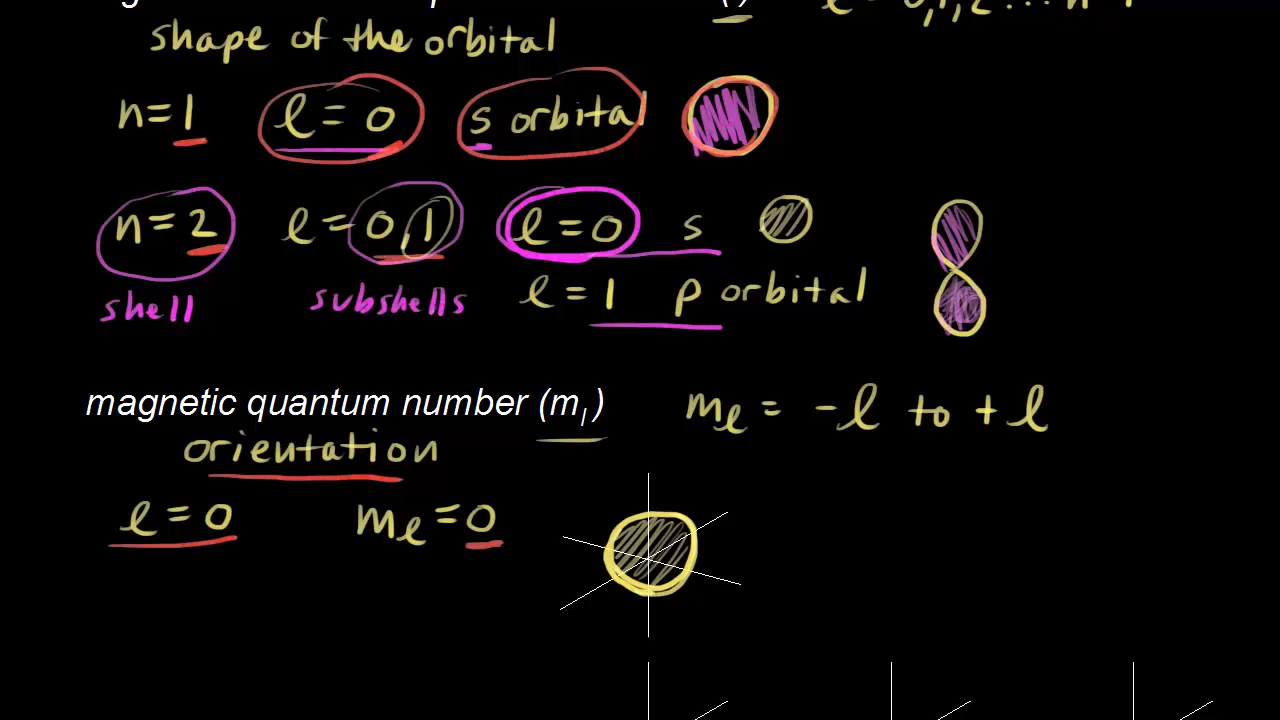 shape of the orbital
n=1 l=0 s orbital
n=2 l=0,1 l=0 s
shell subshells l=1 p orbital
magnetic quantum number (ml) ml = -l to +l
orientation
l=0 ml=0